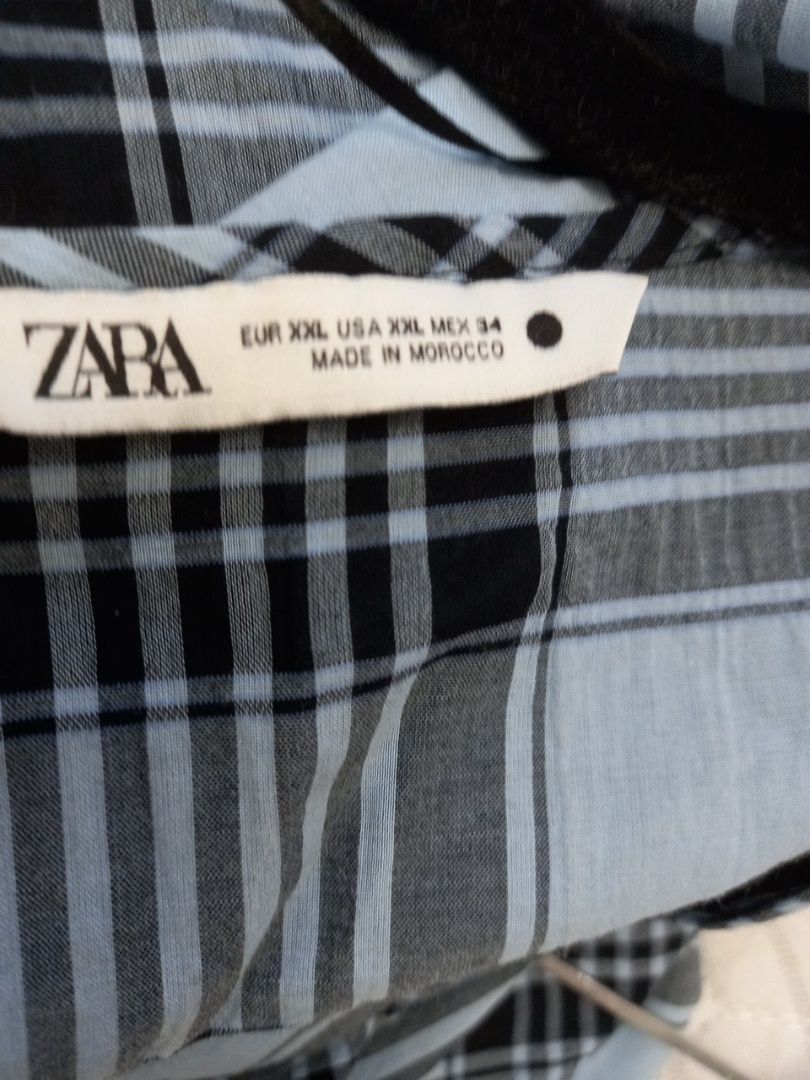 ZARA
EUR XXL USA XXL MEX 34
MADE IN MOROCCO